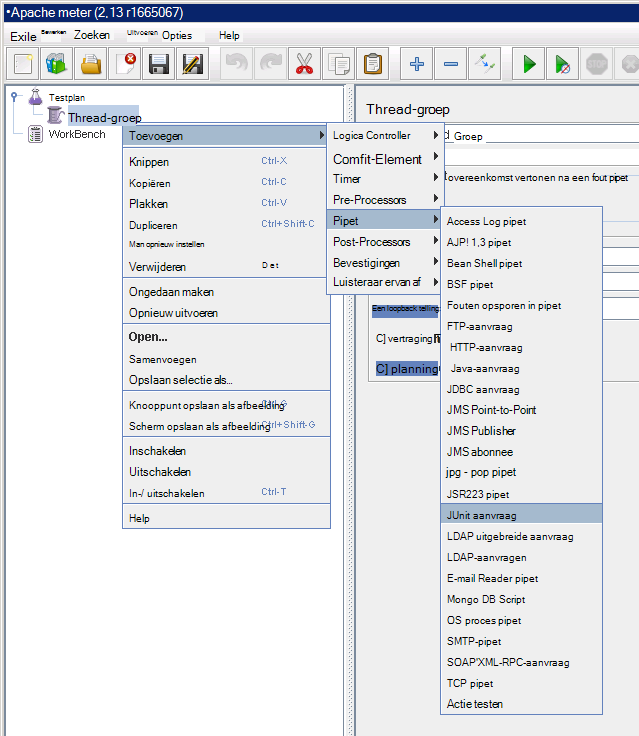 •Apache meter (2,13 r1665067)
Exile Bewerken Zoeken Uitvoeren Opties Help
STOP
Testplan
Thread-groep
WorkBench
Toevoegen
Knippen Ctrl-X
Kopiëren Ctrl-C
Plakken Ctrl-V
Dupliceren Ctrl+Shift-C
Man opnieuw instellen
Verwijderen Det
Ongedaan maken
Opnieuw uitvoeren
Open...
Samenvoegen
Opslaan selectie als...
Knooppunt opslaan als afbeelding Ctrl-G
Scherm opslaan als afbeelding Ctrl+Shift-G
Inschakelen
Uitschakelen
In-/ uitschakelen Ctrl-T
Help
Logica Controller
Comfit-Element
Timer
Pre-Processors
Pipet
Post-Processors
Bevestigingen
Luisteraar ervan af
Thread-groep
Groep
overeenkomst vertonen na een fout pipet
Een loopback telling
C] vertraging
C] planning
Access Log pipet
AJP! 1,3 pipet
Bean Shell pipet
BSF pipet
Fouten opsporen in pipet
FTP-aanvraag
HTTP-aanvraag
Java-aanvraag
JDBC aanvraag
JMS Point-to-Point
JMS Publisher
JMS abonnee
jpg - pop pipet
JSR223 pipet
JUnit aanvraag
LDAP uitgebreide aanvraag
LDAP-aanvragen
E-mail Reader pipet
Mongo DB Script
OS proces pipet
SMTP-pipet
SOAP'XML-RPC-aanvraag
TCP pipet
Actie testen